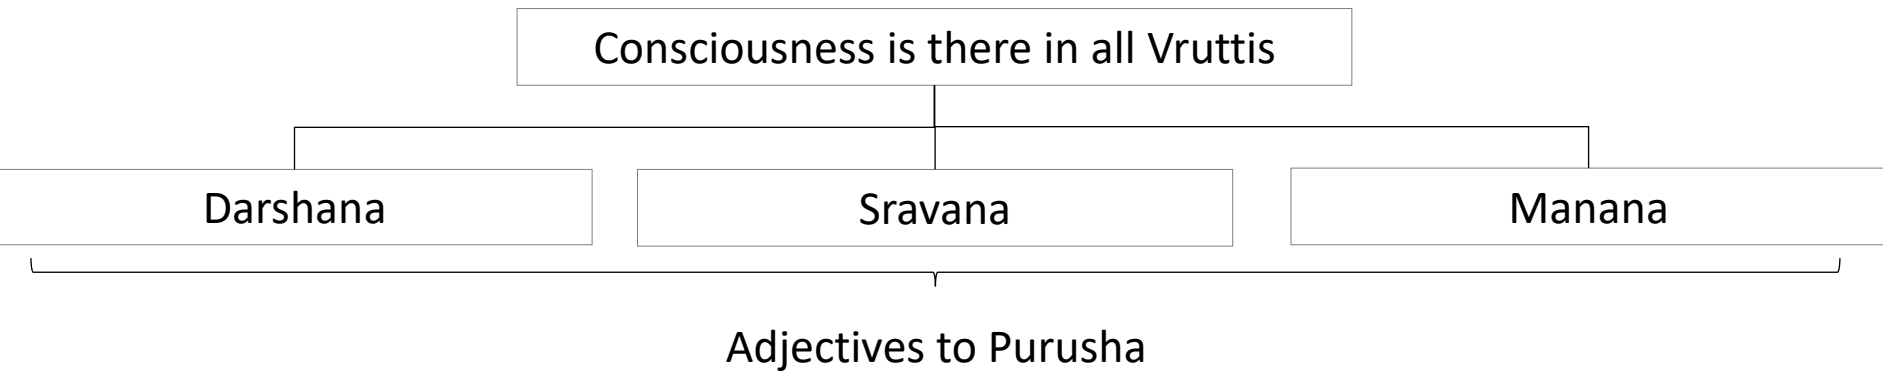 Consciousness is there in all Vruttis
Darshana
Sravana
Manana
Adjectives to Purusha